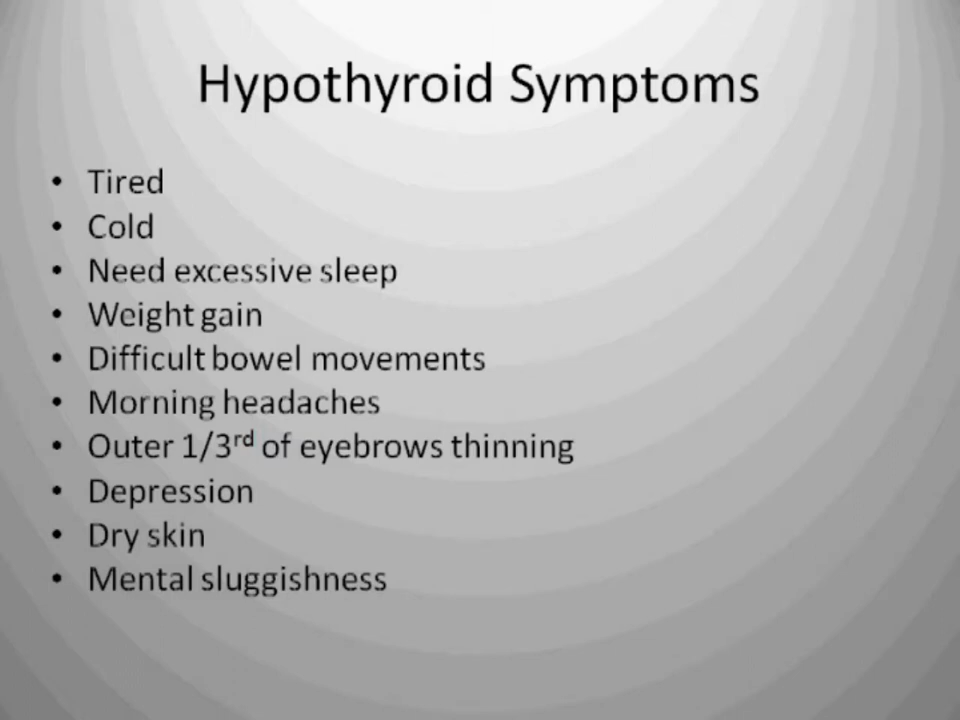 Hypothyroid Symptoms
• Tired
• Cold
• Need excessive sleep
• Weight gain
• Difficult bowel movements
• Morning headaches
• Outer 1/3rd of eyebrows thinning
• Depression
• Dry skin
• Mental sluggishness